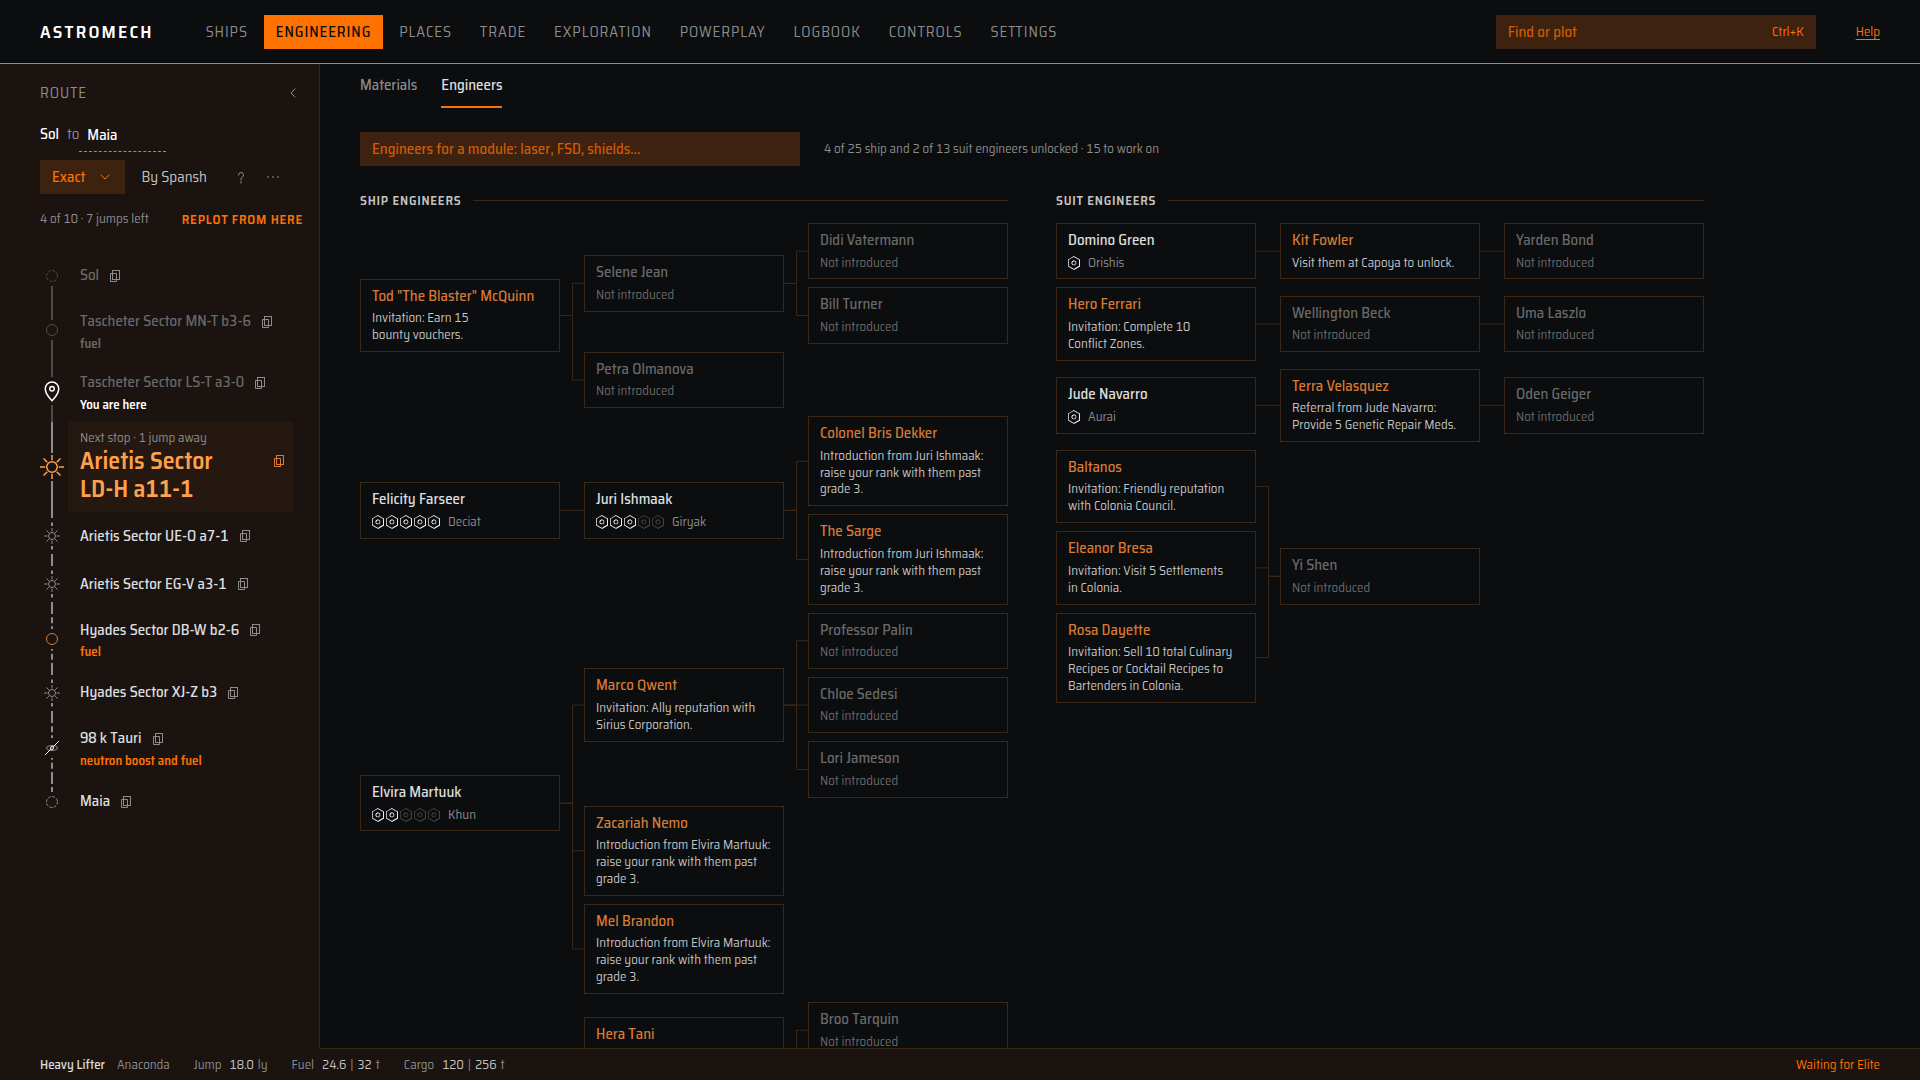 ASTROMECH
SHIPS
ENGINEERING
PLACES
TRADE
EXPLORATION
POWERPLAY
LOGBOOK
CONTROLS
SETTINGS
Find or plot
Ctrl+K
Help
ROUTE
Sol to Maia
Exact
By Spansh
?
4 of 10 · 7 jumps left
REPLOT FROM HERE
Sol
Tascheter Sector MN-T b3-6
fuel
Tascheter Sector LS-T a3-0
You are here
Next stop · 1 jump away
Arietis Sector
LD-H a11-1
Arietis Sector UE-O a7-1
Arietis Sector EG-V a3-1
Hyades Sector DB-W b2-6
fuel
Hyades Sector XJ-Z b3
98 k Tauri
neutron boost and fuel
Maia
Materials
Engineers
Engineers for a module: laser, FSD, shields...
4 of 25 ship and 2 of 13 suit engineers unlocked · 15 to work on
SHIP ENGINEERS
Tod "The Blaster" McQuinn
Invitation: Earn 15
bounty vouchers.
Selene Jean
Not introduced
Didi Vatermann
Not introduced
Bill Turner
Not introduced
Petra Olmanova
Not introduced
Felicity Farseer
Deciat
Juri Ishmaak
Giryak
Colonel Bris Dekker
Introduction from Juri Ishmaak:
raise your rank with them past
grade 3.
The Sarge
Introduction from Juri Ishmaak:
raise your rank with them past
grade 3.
Elvira Martuuk
Khun
Marco Qwent
Invitation: Ally reputation with
Sirius Corporation.
Professor Palin
Not introduced
Chloe Sedesi
Not introduced
Lori Jameson
Not introduced
Zacariah Nemo
Introduction from Elvira Martuuk:
raise your rank with them past
grade 3.
Mel Brandon
Introduction from Elvira Martuuk:
raise your rank with them past
grade 3.
Hera Tani
Broo Tarquin
Not introduced
SUIT ENGINEERS
Domino Green
Orishis
Kit Fowler
Visit them at Capoya to unlock.
Yarden Bond
Not introduced
Hero Ferrari
Invitation: Complete 10
Conflict Zones.
Wellington Beck
Not introduced
Uma Laszlo
Not introduced
Jude Navarro
Aurai
Terra Velasquez
Referral from Jude Navarro:
Provide 5 Genetic Repair Meds.
Oden Geiger
Not introduced
Baltanos
Invitation: Friendly reputation
with Colonia Council.
Eleanor Bresa
Invitation: Visit 5 Settlements
in Colonia.
Rosa Dayette
Invitation: Sell 10 total Culinary
Recipes or Cocktail Recipes to
Bartenders in Colonia.
Yi Shen
Not introduced
Heavy Lifter Anaconda
Jump 18.0 ly
Fuel 24.6 | 32 t
Cargo 120 | 256 t
Waiting for Elite